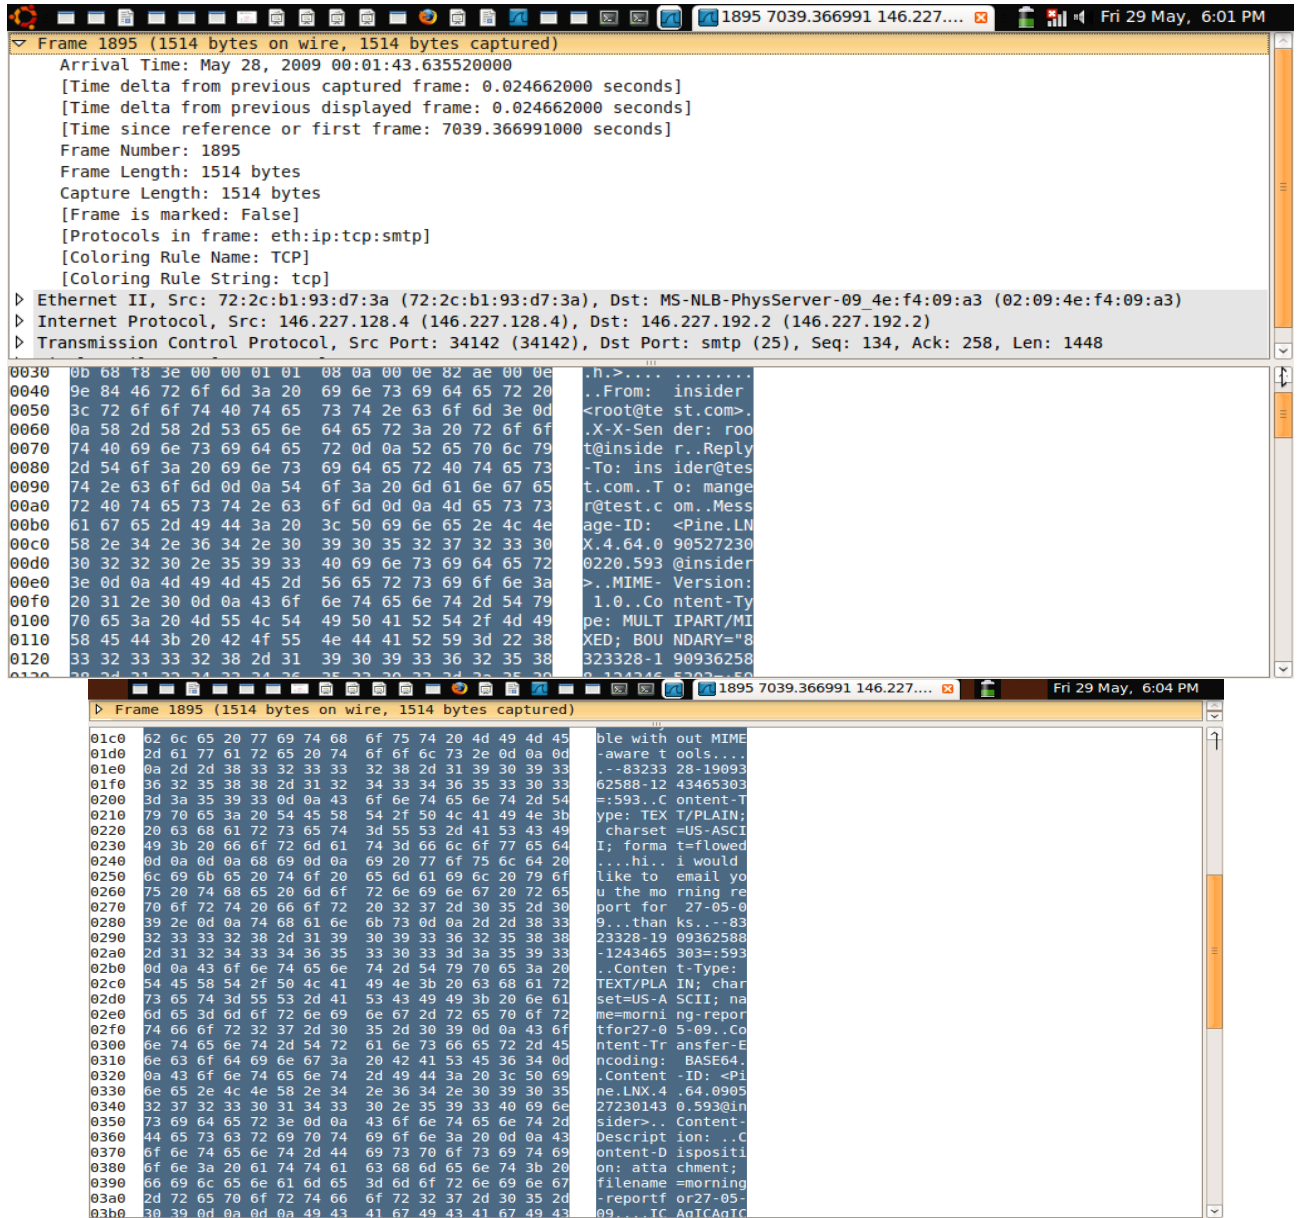 1895 7039.366991 146.227.... Fri 29 May, 6:01 PM
Frame 1895 (1514 bytes on wire, 1514 bytes captured)
Arrival Time: May 28, 2009 00:01:43.635520000
[Time delta from previous captured frame: 0.024662000 seconds]
[Time delta from previous displayed frame: 0.024662000 seconds]
[Time since reference or first frame: 7039.366991000 seconds]
Frame Number: 1895
Frame Length: 1514 bytes
Capture Length: 1514 bytes
[Frame is marked: False]
[Protocols in frame: eth:ip:tcp:smtp]
[Coloring Rule Name: TCP]
[Coloring Rule String: tcp]
Ethernet II, Src: 72:2c:b1:93:d7:3a (72:2c:b1:93:d7:3a), Dst: MS-NLB-PhysServer-09_4e:f4:09:a3 (02:09:4e:f4:09:a3)
Internet Protocol, Src: 146.227.128.4 (146.227.128.4), Dst: 146.227.192.2 (146.227.192.2)
Transmission Control Protocol, Src Port: 34142 (34142), Dst Port: smtp (25), Seq: 134, Ack: 258, Len: 1448
0030 0b 68 f8 3e 00 00 01 01 08 0a 00 0e 82 ae 00 0e .h.>.... ........
0040 9e 84 46 72 6f 6d 3a 20 69 6e 73 69 64 65 72 20 ..From: insider
0050 3c 72 6f 6f 74 40 74 65 73 74 2e 63 6f 6d 3e 0d <root@te st.com>.
0060 0a 58 2d 58 2d 53 65 6e 64 65 72 3a 20 72 6f 6f .X-X-Sen der: roo
0070 74 40 69 6e 73 69 64 65 72 0d 0a 52 65 70 6c 79 t@inside r..Reply
0080 2d 54 6f 3a 20 69 6e 73 69 64 65 72 40 74 65 73 -To: ins ider@tes
0090 74 2e 63 6f 6d 0d 0a 54 6f 3a 20 6d 61 6e 67 65 t.com..T o: mange
00a0 72 40 74 65 73 74 2e 63 6f 6d 0d 0a 4d 65 73 73 r@test.c om..Mess
00b0 61 67 65 2d 49 44 3a 20 3c 50 69 6e 65 2e 4c 4e age-ID: <Pine.LN
00c0 58 2e 34 2e 36 34 2e 30 39 30 35 32 37 32 33 30 X.4.64.0 90527230
00d0 30 32 32 30 2e 35 39 33 40 69 6e 73 69 64 65 72 0220.593 @insider
00e0 3e 0d 0a 4d 49 4d 45 2d 56 65 72 73 69 6f 6e 3a >..MIME- Version:
00f0 20 31 2e 30 0d 0a 43 6f 6e 74 65 6e 74 2d 54 79 1.0..Co ntent-Ty
0100 70 65 3a 20 4d 55 4c 54 49 50 41 52 54 2f 4d 49 pe: MULT IPART/MI
0110 58 45 44 3b 20 42 4f 55 4e 44 41 52 59 3d 22 38 XED; BOU NDARY="8
0120 33 32 33 33 32 38 2d 31 39 30 39 33 36 32 35 38 323328-1 90936258
1895 7039.366991 146.227.... Fri 29 May, 6:04 PM
Frame 1895 (1514 bytes on wire, 1514 bytes captured)
01c0 62 6c 65 20 77 69 74 68 6f 75 74 20 4d 49 4d 45 ble with out MIME
01d0 2d 61 77 61 72 65 20 74 6f 6f 6c 73 2e 0d 0a 0d -aware t ools....
01e0 0a 2d 2d 38 33 32 33 33 32 38 2d 31 39 30 39 33 .--83233 28-19093
01f0 36 32 35 38 38 2d 31 32 34 33 34 36 35 33 30 33 62588-12 43465303
0200 3d 3a 35 39 33 0d 0a 43 6f 6e 74 65 6e 74 2d 54 =:593..C ontent-T
0210 79 70 65 3a 20 54 45 58 54 2f 50 4c 41 49 4e 3b ype: TEX T/PLAIN;
0220 20 63 68 61 72 73 65 74 3d 55 53 2d 41 53 43 49 charset =US-ASCI
0230 49 3b 20 66 6f 72 6d 61 74 3d 66 6c 6f 77 65 64 I; forma t=flowed
0240 0d 0a 0d 0a 68 69 0d 0a 69 20 77 6f 75 6c 64 20 ....hi.. i would
0250 6c 69 6b 65 20 74 6f 20 65 6d 61 69 6c 20 79 6f like to email yo
0260 75 20 74 68 65 20 6d 6f 72 6e 69 6e 67 20 72 65 u the mo rning re
0270 70 6f 72 74 20 66 6f 72 20 32 37 2d 30 35 2d 30 port for 27-05-0
0280 39 2e 0d 0a 74 68 61 6e 6b 73 0d 0a 2d 2d 38 33 9...than ks..--83
0290 32 33 33 32 38 2d 31 39 30 39 33 36 32 35 38 38 23328-19 09362588
02a0 2d 31 32 34 33 34 36 35 33 30 33 3d 3a 35 39 33 -1243465 303=:593
02b0 0d 0a 43 6f 6e 74 65 6e 74 2d 54 79 70 65 3a 20 ..Conten t-Type:
02c0 54 45 58 54 2f 50 4c 41 49 4e 3b 20 63 68 61 72 TEXT/PLA IN; char
02d0 73 65 74 3d 55 53 2d 41 53 43 49 49 3b 20 6e 61 set=US-A SCII; na
02e0 6d 65 3d 6d 6f 72 6e 69 6e 67 2d 72 65 70 6f 72 me=morni ng-repor
02f0 74 66 6f 72 32 37 2d 30 35 2d 30 39 0d 0a 43 6f tfor27-0 5-09..Co
0300 6e 74 65 6e 74 2d 54 72 61 6e 73 66 65 72 2d 45 ntent-Tr ansfer-E
0310 6e 63 6f 64 69 6e 67 3a 20 42 41 53 45 36 34 0d ncoding: BASE64.
0320 0a 43 6f 6e 74 65 6e 74 2d 49 44 3a 20 3c 50 69 .Content -ID: <Pi
0330 6e 65 2e 4c 4e 58 2e 34 2e 36 34 2e 30 39 30 35 ne.LNX.4 .64.0905
0340 32 37 32 33 30 31 34 33 30 2e 35 39 33 40 69 6e 27230143 0.593@in
0350 73 69 64 65 72 3e 0d 0a 43 6f 6e 74 65 6e 74 2d sider>.. Content-
0360 44 65 73 63 72 69 70 74 69 6f 6e 3a 20 0d 0a 43 Descript ion: ..C
0370 6f 6e 74 65 6e 74 2d 44 69 73 70 6f 73 69 74 69 ontent-D ispositi
0380 6f 6e 3a 20 61 74 74 61 63 68 6d 65 6e 74 3b 20 on: atta chment;
0390 66 69 6c 65 6e 61 6d 65 3d 6d 6f 72 6e 69 6e 67 filename =morning
03a0 2d 72 65 70 6f 72 74 66 6f 72 32 37 2d 30 35 2d -reportf or27-05-
03b0 30 39 0d 0a 0d 0a 49 43 41 67 49 43 41 67 49 43 09....IC AgICAgIC